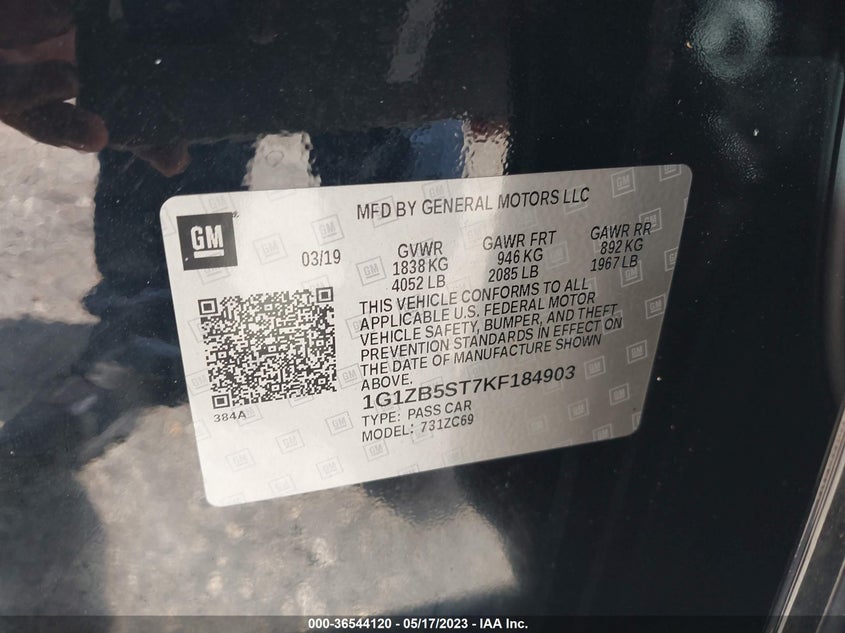 MFD BY GENERAL MOTORS LLC
GM
03/19
GVWR
1838 KG
4052 LB
GAWR FRT
946 KG
2085 LB
GAWR RR
892 KG
1967 LB
THIS VEHICLE CONFORMS TO ALL
APPLICABLE U.S. FEDERAL MOTOR
VEHICLE SAFETY, BUMPER, AND THEFT
PREVENTION STANDARDS IN EFFECT ON
THE DATE OF MANUFACTURE SHOWN
ABOVE.
1G1ZB5ST7KF184903
TYPE: PASS CAR
MODEL: 731ZC69
384A
000-36544120 - 05/17/2023 - IAA Inc.